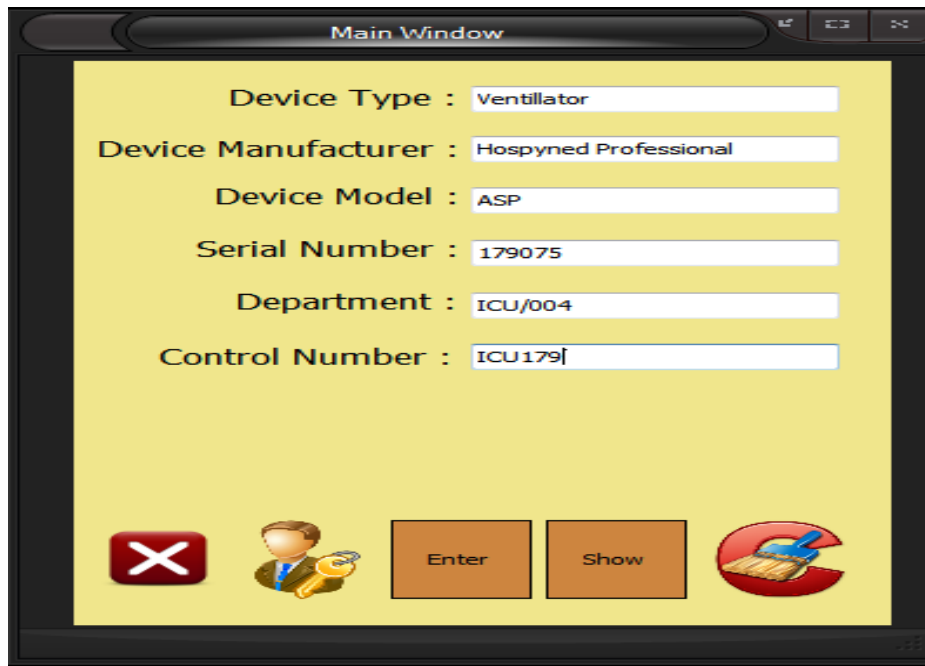 Main Window
Device Type : Ventillator
Device Manufacturer : Hospyned Professional
Device Model : ASP
Serial Number : 179075
Department : ICU/004
Control Number : ICU179
Enter Show